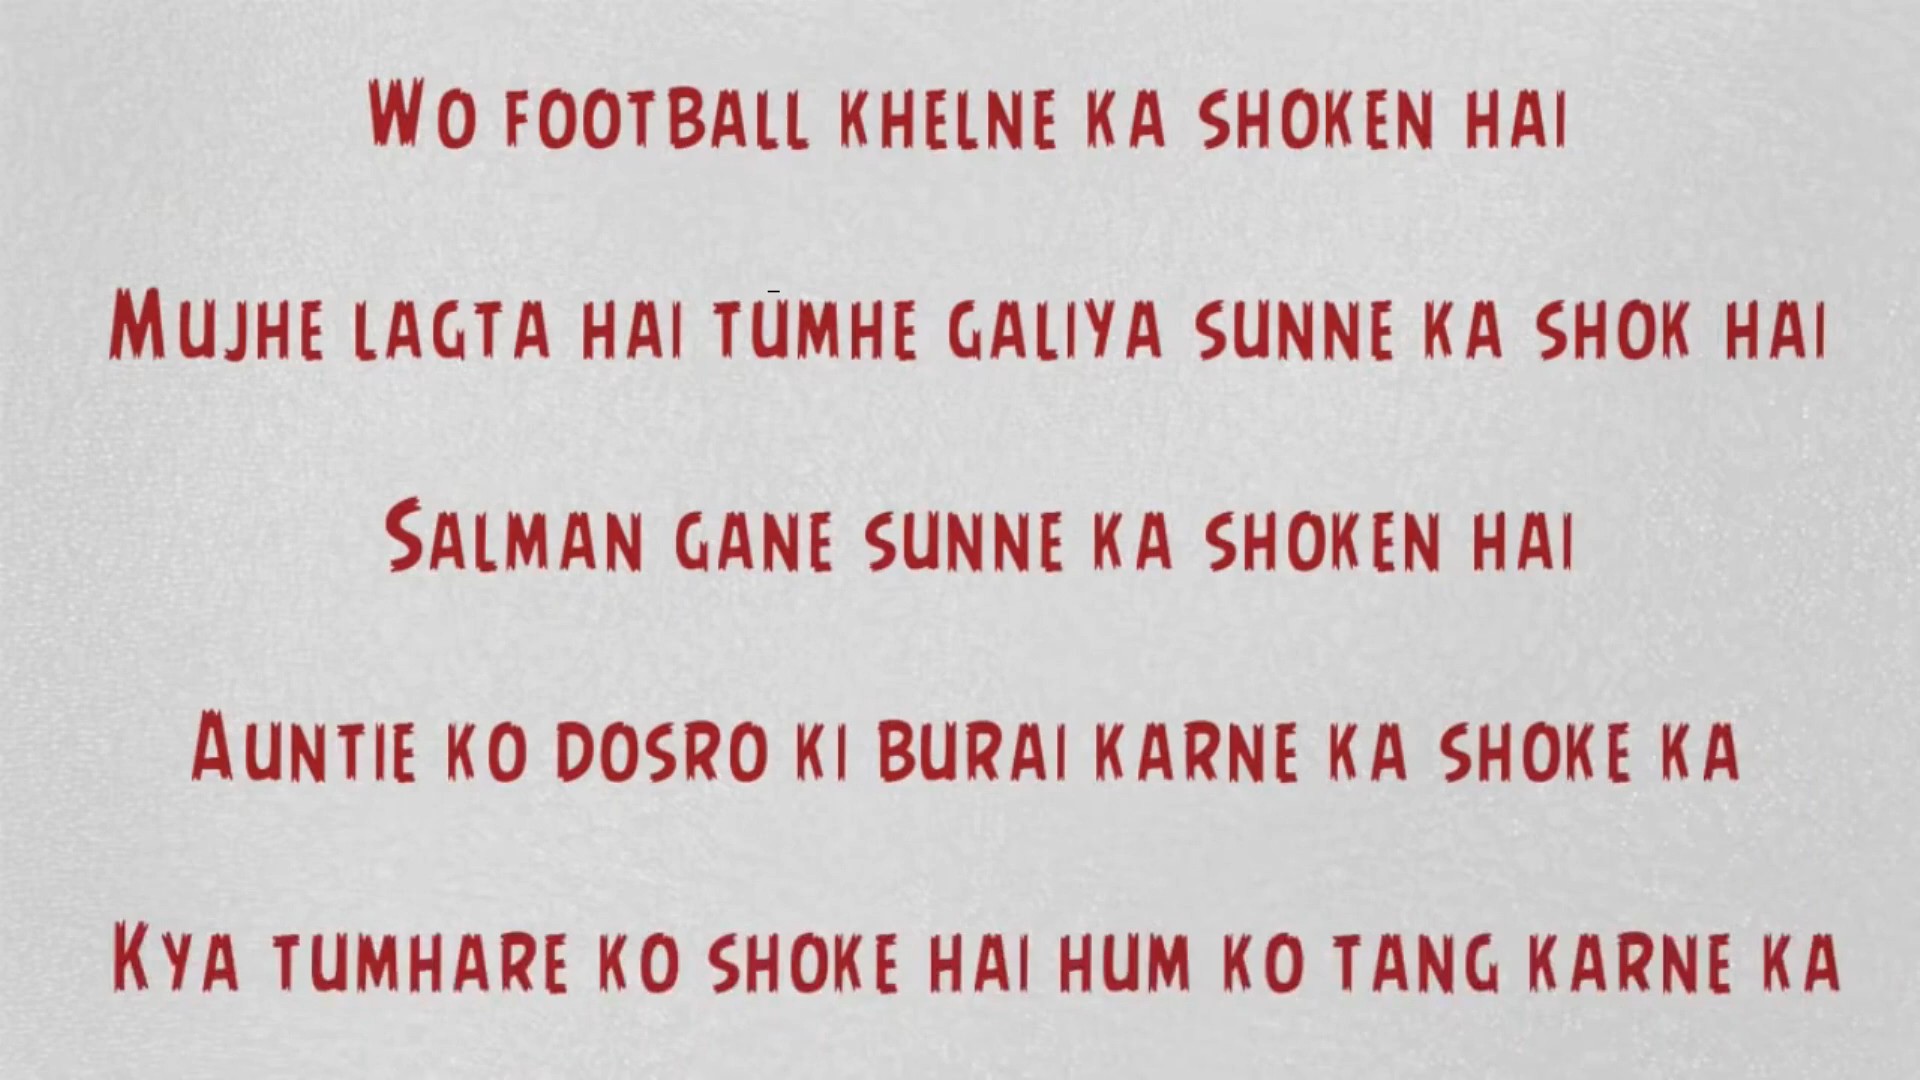 Wo football khelne ka shoken hai
Mujhe lagta hai tumhe galiya sunne ka shok hai
Salman gane sunne ka shoken hai
Auntie ko dosro ki burai karne ka shoke ka
Kya tumhare ko shoke hai hum ko tang karne ka